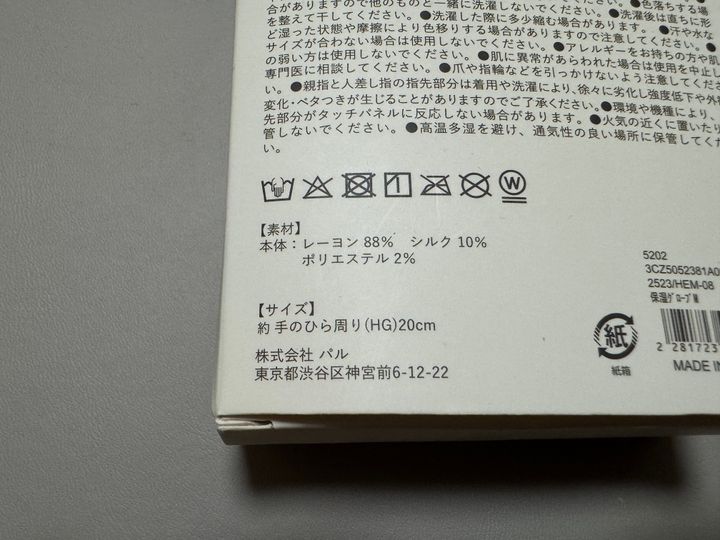 がありますので他のものと一緒に洗濯しないでください。●色落ちする場
を整えて干してください。●洗濯した際に多少縮む場合があります。●洗濯後は直ちに形
ど湿った状態や摩擦により色移りする場合がありますので注意してください。●汗や水な
サイズが合わない場合は使用しないでください。●アレルギーをお持ちの方や肌
の弱い方は使用しないでください。●肌に異常があらわれた場合は使用を中止し
専門医に相談してください。●爪や指輪などを引っかけないよう注意してくださ
い。●親指と人差し指の指先部分は着用や洗濯により、徐々に劣化し強度低下や外
変化・ベタつきが生じることがありますのでご了承ください。●環境や機種により、
先部分がタッチパネルに反応しない場合があります。●火気の近くに置いたり
管しないでください。●高温多湿を避け、通気性の良い場所に保管してくだ
い。
W
【素材】
本体：レーヨン 88% シルク 10%
ポリエステル 2%
【サイズ】
約 手のひら周り(HG)20cm
株式会社 パル
東京都渋谷区神宮前6-12-22
5202
3CZ5052381A0
2523/HEM-08
保湿ｸﾞﾛｰﾌﾞ M
2 281723
MADE IN
紙
紙箱